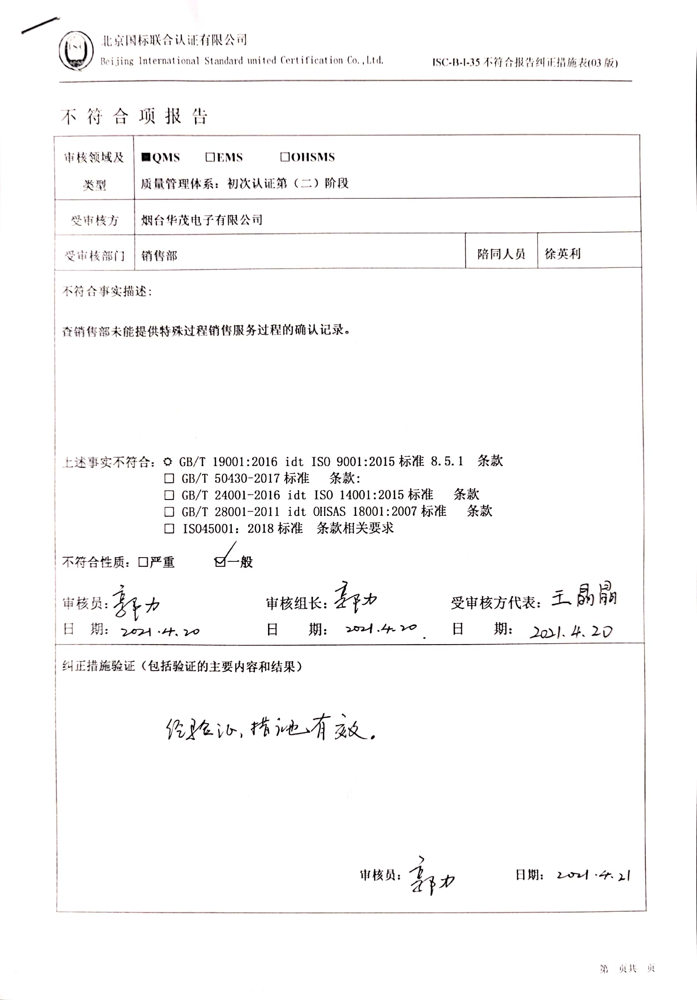 ISC
北京国标联合认证有限公司
Beijing International Standard united Certification Co.,Ltd.
ISC-B-I-35 不符合报告纠正措施表(03 版)
不符合项报告
审核领域及类型
■QMS □EMS □OHSMS
质量管理体系：初次认证第（二）阶段
受审核方 烟台华茂电子有限公司
受审核部门 销售部 陪同人员 徐英利
不符合事实描述：
查销售部未能提供特殊过程销售服务过程的确认记录。
上述事实不符合：✿ GB/T 19001:2016 idt ISO 9001:2015 标准 8.5.1 条款
□ GB/T 50430-2017 标准 条款:
□ GB/T 24001-2016 idt ISO 14001:2015 标准 条款
□ GB/T 28001-2011 idt OHSAS 18001:2007 标准 条款
□ ISO45001：2018 标准 条款相关要求
不符合性质：□严重 ☑一般
审核员：郭力 审核组长：郭力 受审核方代表：王晶晶
日 期：2021.4.20 日 期：2021.4.20 日 期：2021.4.20
纠正措施验证（包括验证的主要内容和结果）
经验证，措施有效。
审核员：郭力 日期：2021.4.21
第 页共 页